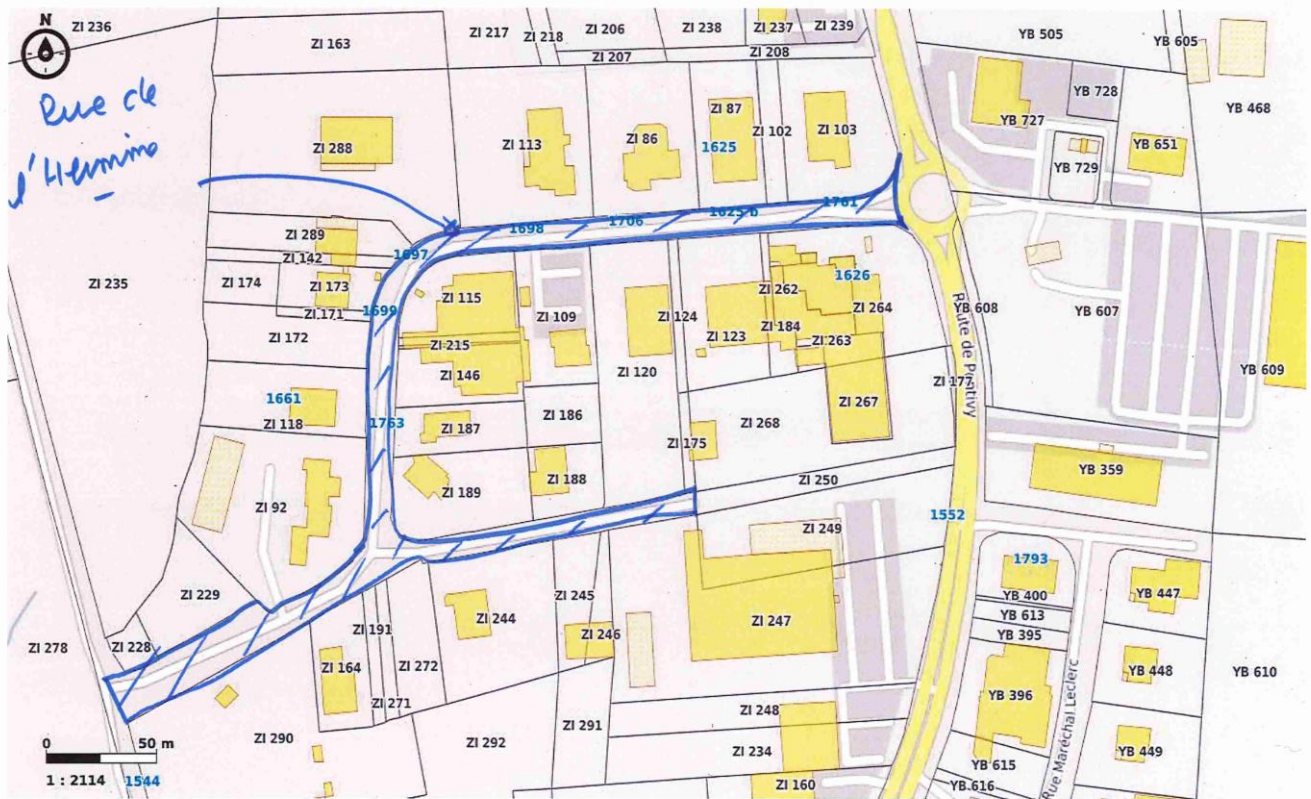 N
ZI 236
ZI 163
ZI 217
ZI 218
ZI 206
ZI 207
ZI 238
ZI 237
ZI 208
ZI 239
YB 505
YB 605
YB 468
Rue de
l'Hermine
ZI 288
ZI 113
ZI 86
ZI 87
1625
ZI 102
ZI 103
YB 727
YB 728
YB 729
YB 651
ZI 289
ZI 142
1697
1698
1706
1625 b
1761
ZI 235
ZI 174
ZI 173
ZI 171
1699
ZI 172
ZI 115
ZI 215
ZI 146
ZI 109
ZI 120
ZI 124
ZI 123
ZI 262
ZI 184
ZI 263
1626
ZI 264
ZI 267
Route de Pontivy
YB 608
YB 607
YB 609
1661
ZI 118
1763
ZI 187
ZI 186
ZI 175
ZI 268
YB 359
ZI 92
ZI 189
ZI 188
ZI 250
ZI 249
1552
1793
YB 400
YB 613
YB 395
YB 447
ZI 229
ZI 228
ZI 278
ZI 191
ZI 164
ZI 271
ZI 272
ZI 244
ZI 245
ZI 246
ZI 247
YB 396
YB 448
YB 610
ZI 290
ZI 292
ZI 291
ZI 248
ZI 234
ZI 160
YB 615
YB 616
YB 449
Rue Maréchal Leclerc
0 50 m
1 : 2114
1544